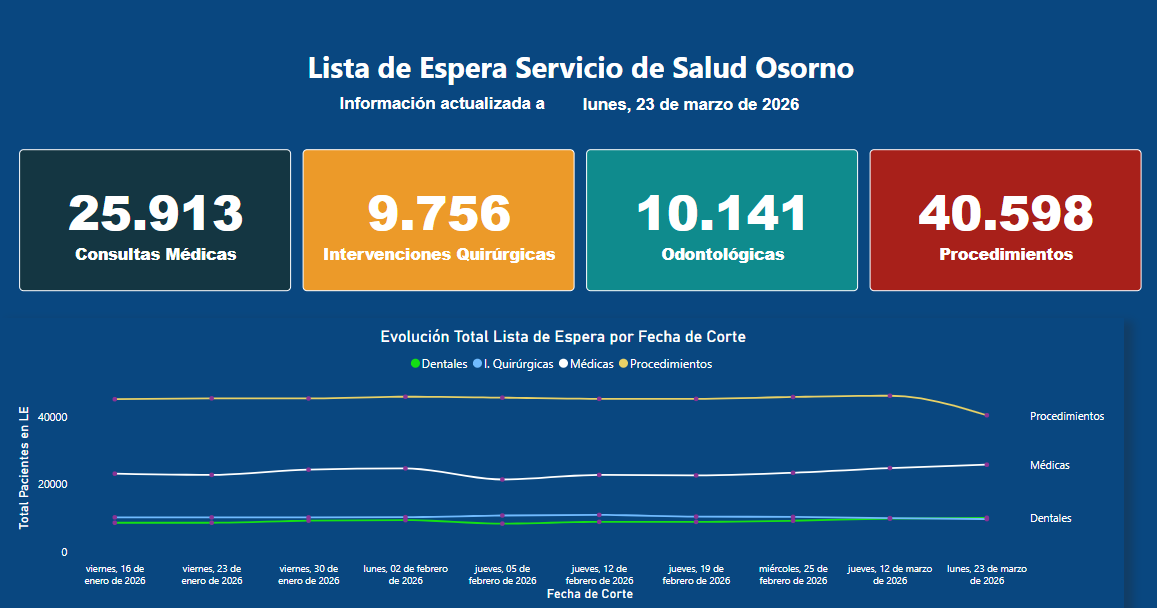 Lista de Espera Servicio de Salud Osorno
Información actualizada a lunes, 23 de marzo de 2026
25.913
Consultas Médicas
9.756
Intervenciones Quirúrgicas
10.141
Odontológicas
40.598
Procedimientos
Evolución Total Lista de Espera por Fecha de Corte
Dentales I. Quirúrgicas Médicas Procedimientos
Total Pacientes en LE
40000
20000
0
Procedimientos
Médicas
Dentales
viernes, 16 de
enero de 2026
viernes, 23 de
enero de 2026
viernes, 30 de
enero de 2026
lunes, 02 de febrero
de 2026
jueves, 05 de
febrero de 2026
jueves, 12 de
febrero de 2026
jueves, 19 de
febrero de 2026
miércoles, 25 de
febrero de 2026
jueves, 12 de marzo
de 2026
lunes, 23 de marzo
de 2026
Fecha de Corte